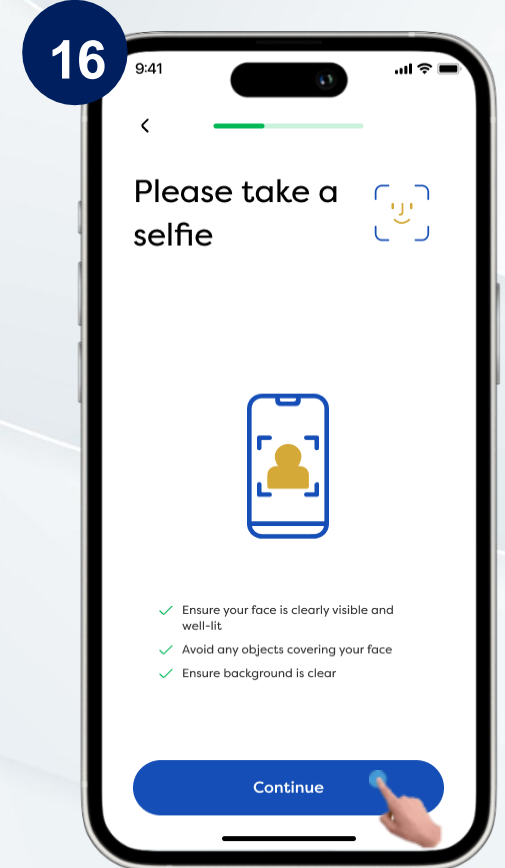 16
9:41
Please take a
selfie
Ensure your face is clearly visible and
well-lit
Avoid any objects covering your face
Ensure background is clear
Continue